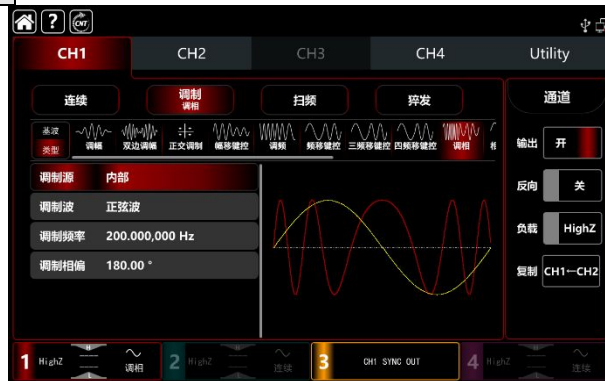 ? CNT
CH1 CH2 CH3 CH4 Utility
连续 调制 扫频 猝发 通道
调相
基波
类型 调幅 双边调幅 正交调制 幅移键控 调频 频移键控 三频移键控 四频移键控 调相
输出 开
调制源 内部
反向 关
调制波 正弦波
负载 HighZ
调制频率 200.000,000 Hz
调制相偏 180.00 °
复制 CH1←CH2
1 HighZ 调相 2 HighZ 连续 3 CH1 SYNC OUT 4 HighZ 连续